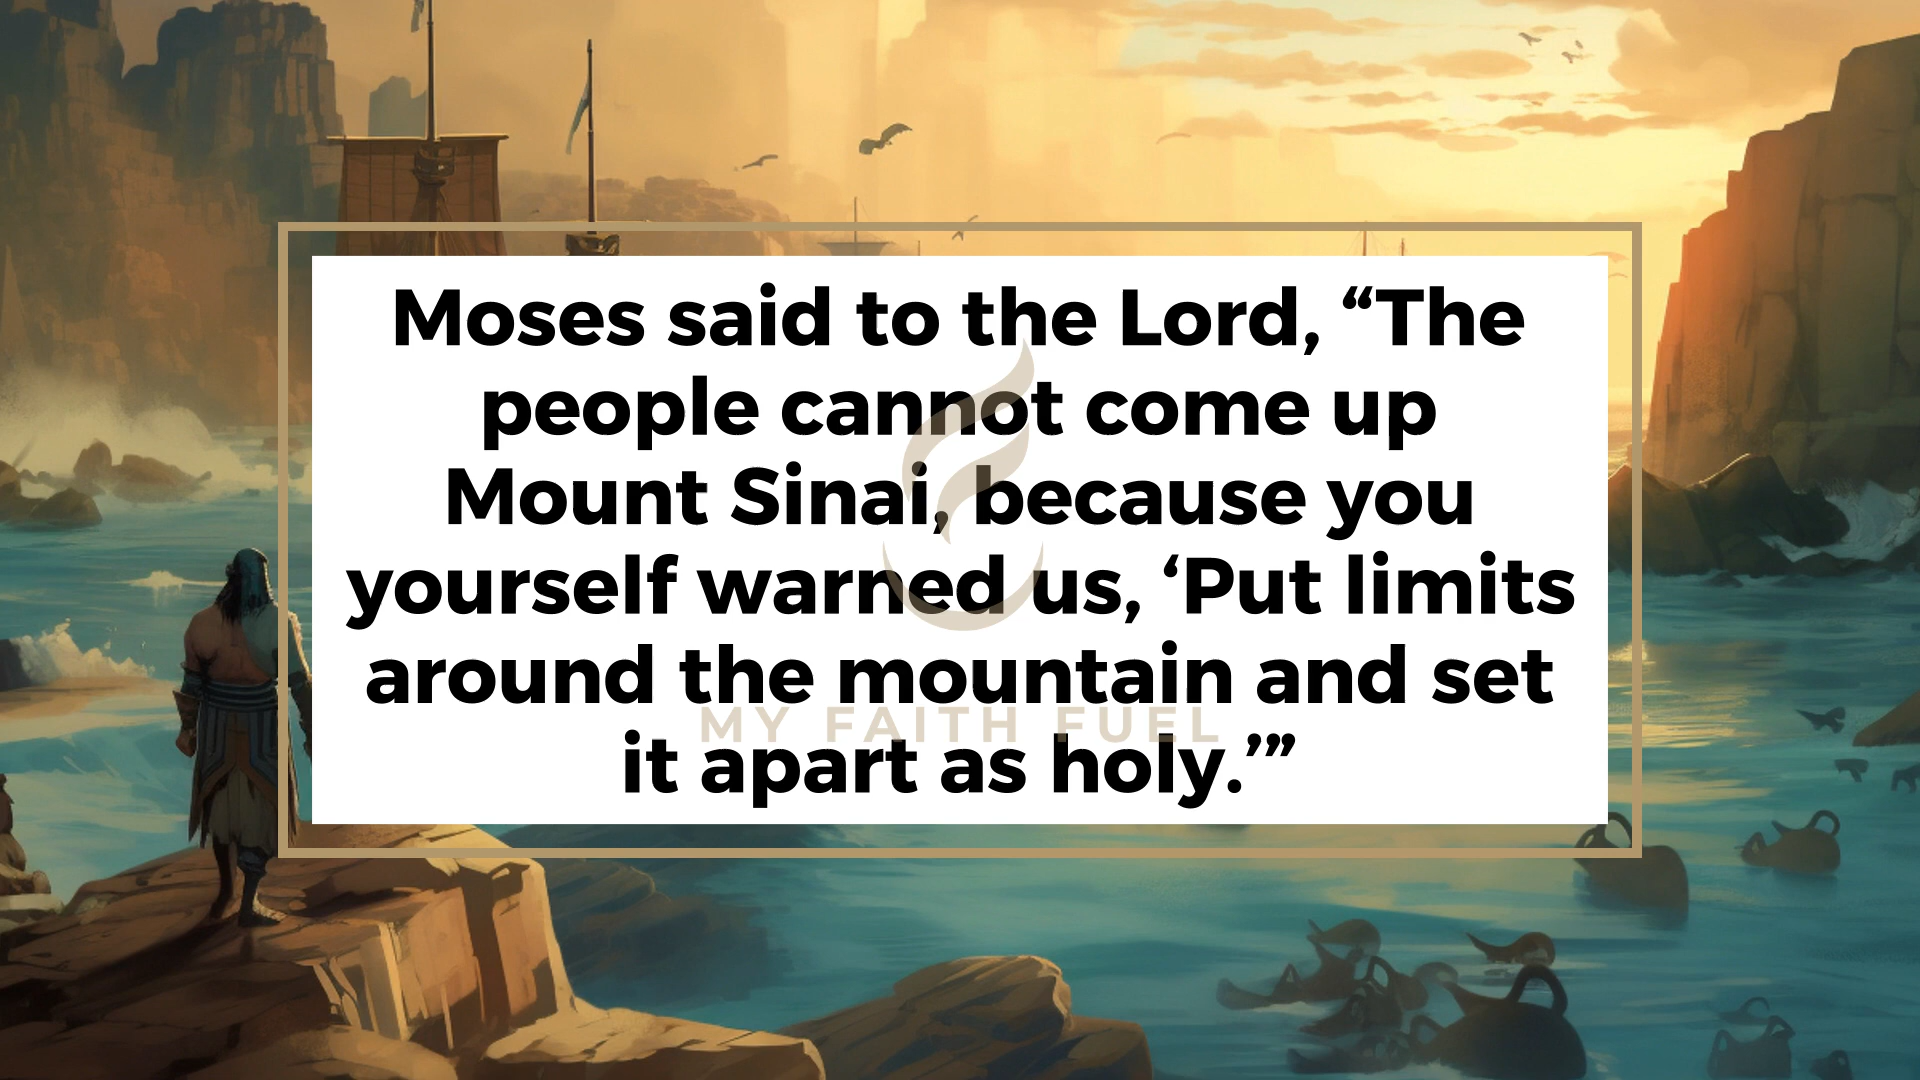 Moses said to the Lord, “The
people cannot come up
Mount Sinai, because you
yourself warned us, ‘Put limits
around the mountain and set
it apart as holy.’”
MY FAITH FUEL